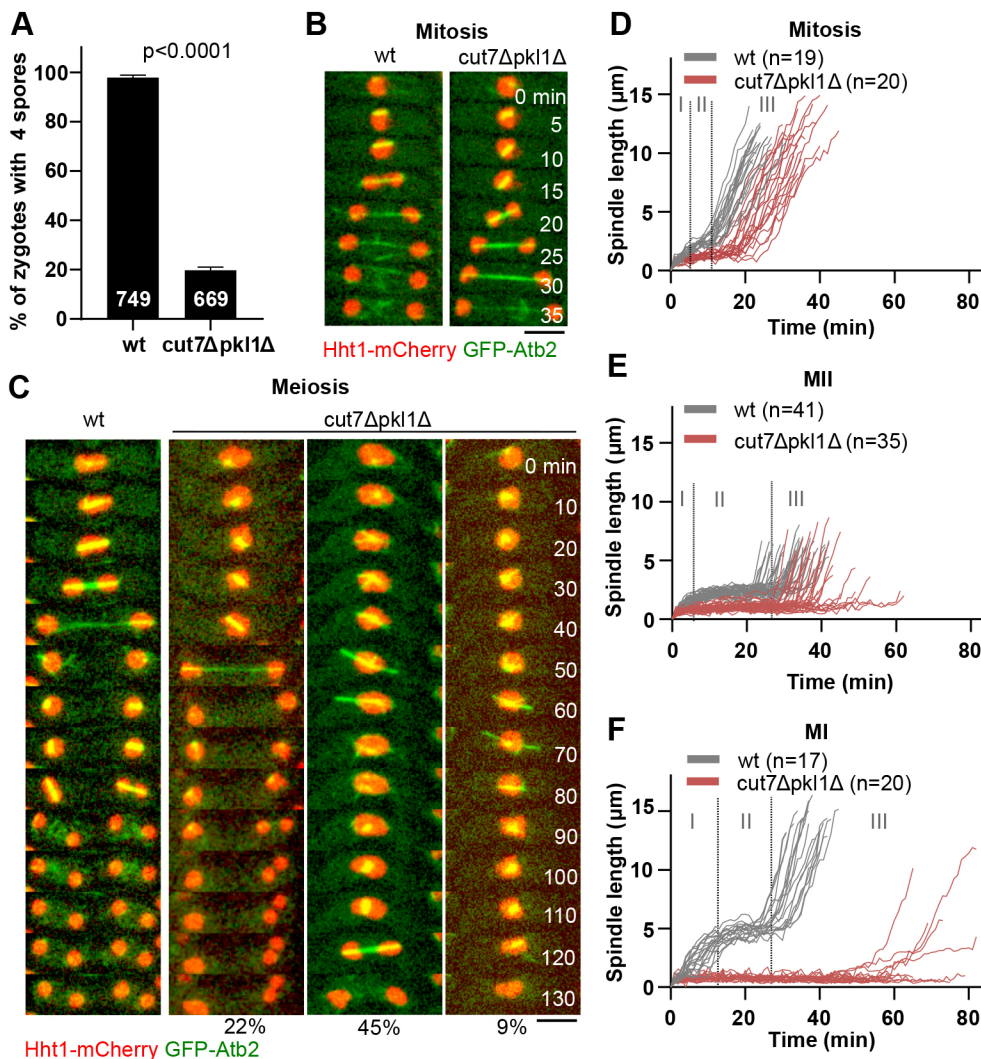 A
p<0.0001
% of zygotes with 4 spores
100
80
60
40
20
0
749
669
wt
cut7Δpkl1Δ
B
Mitosis
wt
cut7Δpkl1Δ
0 min
5
10
15
20
25
30
35
Hht1-mCherry GFP-Atb2
C
Meiosis
wt
cut7Δpkl1Δ
0 min
10
20
30
40
50
60
70
80
90
100
110
120
130
22%
45%
9%
Hht1-mCherry GFP-Atb2
D
Mitosis
wt (n=19)
cut7Δpkl1Δ (n=20)
Spindle length (µm)
15
10
5
0
I
II
III
0
20
40
60
80
Time (min)
E
MII
wt (n=41)
cut7Δpkl1Δ (n=35)
Spindle length (µm)
15
10
5
0
I
II
III
0
20
40
60
80
Time (min)
F
MI
wt (n=17)
cut7Δpkl1Δ (n=20)
Spindle length (µm)
15
10
5
0
I
II
III
0
20
40
60
80
Time (min)